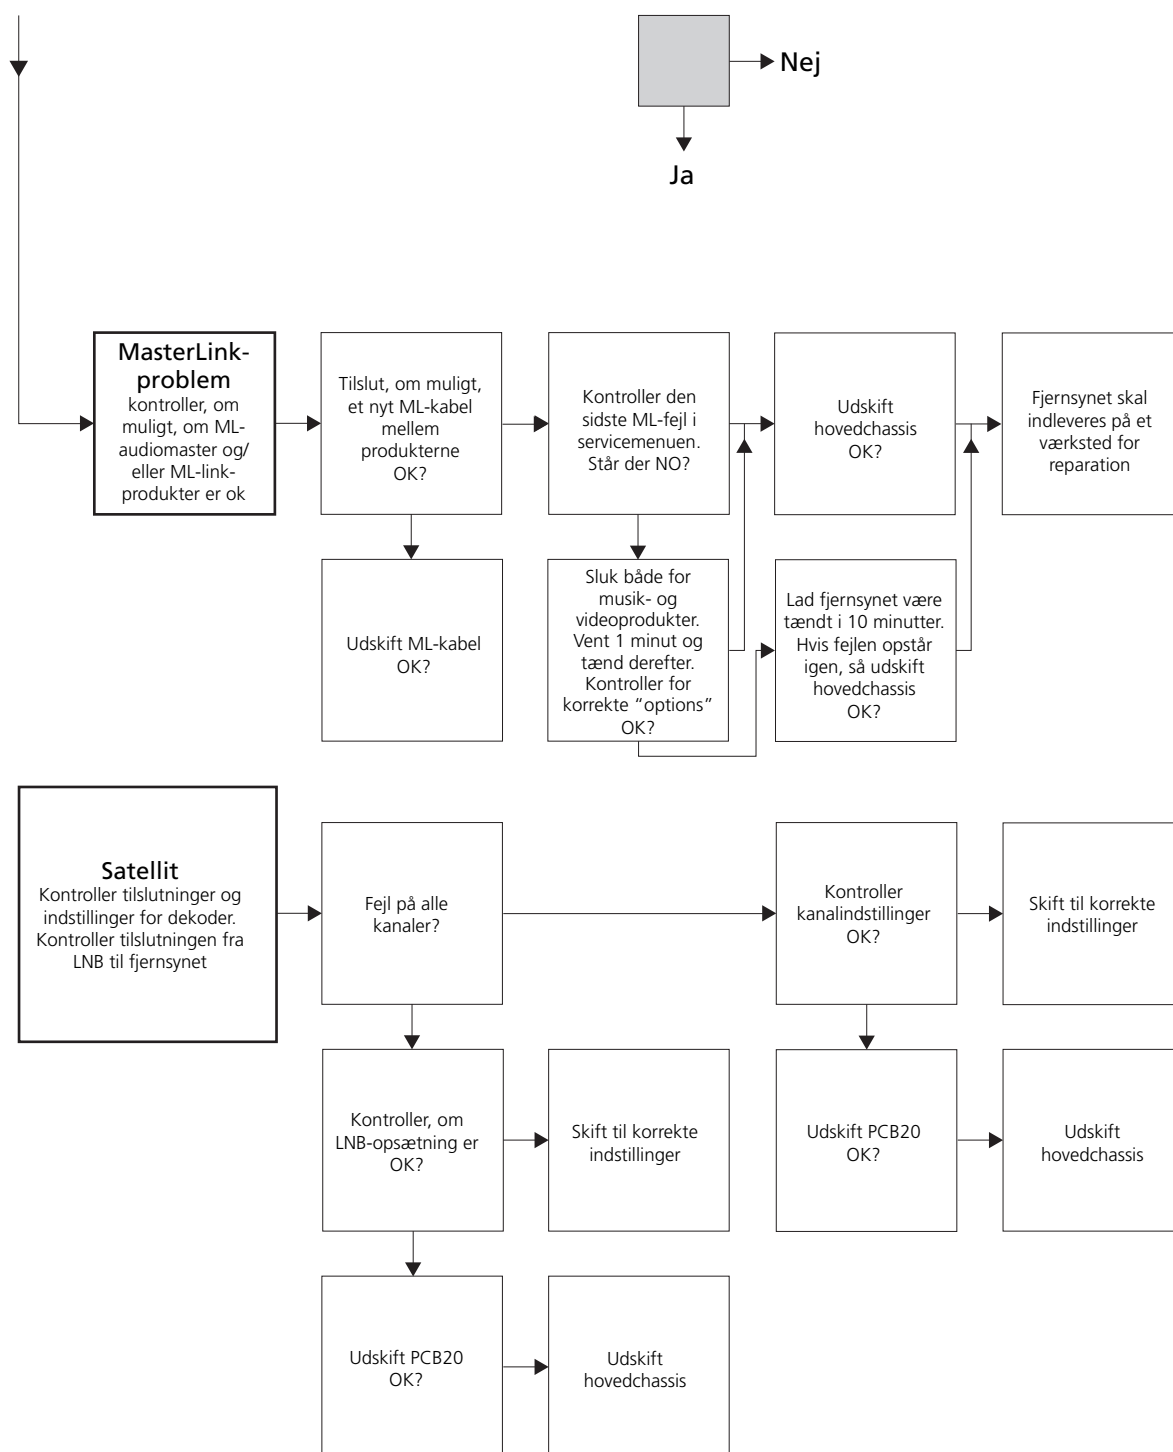 Nej
Ja
MasterLink-
problem
kontroller, om
muligt, om ML-
audiomaster og/
eller ML-link-
produkter er ok
Tilslut, om muligt,
et nyt ML-kabel
mellem
produkterne
OK?
Kontroller den
sidste ML-fejl i
servicemenuen.
Står der NO?
Udskift
hovedchassis
OK?
Fjernsynet skal
indleveres på et
værksted for
reparation
Udskift ML-kabel
OK?
Sluk både for
musik- og
videoprodukter.
Vent 1 minut og
tænd derefter.
Kontroller for
korrekte “options”
OK?
Lad fjernsynet være
tændt i 10 minutter.
Hvis fejlen opstår
igen, så udskift
hovedchassis
OK?
Satellit
Kontroller tilslutninger og
indstillinger for dekoder.
Kontroller tilslutningen fra
LNB til fjernsynet
Fejl på alle
kanaler?
Kontroller
kanalindstillinger
OK?
Skift til korrekte
indstillinger
Kontroller, om
LNB-opsætning er
OK?
Skift til korrekte
indstillinger
Udskift PCB20
OK?
Udskift
hovedchassis
Udskift PCB20
OK?
Udskift
hovedchassis